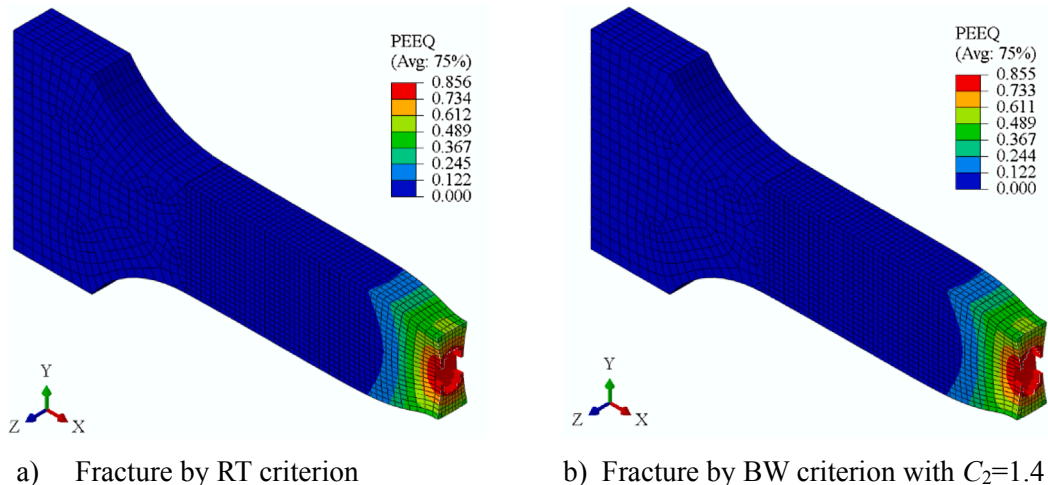 PEEQ
(Avg: 75%)
0.856
0.734
0.612
0.489
0.367
0.245
0.122
0.000
Y
Z
X
PEEQ
(Avg: 75%)
0.855
0.733
0.611
0.489
0.367
0.244
0.122
0.000
Y
Z
X
a) Fracture by RT criterion
b) Fracture by BW criterion with C₂=1.4